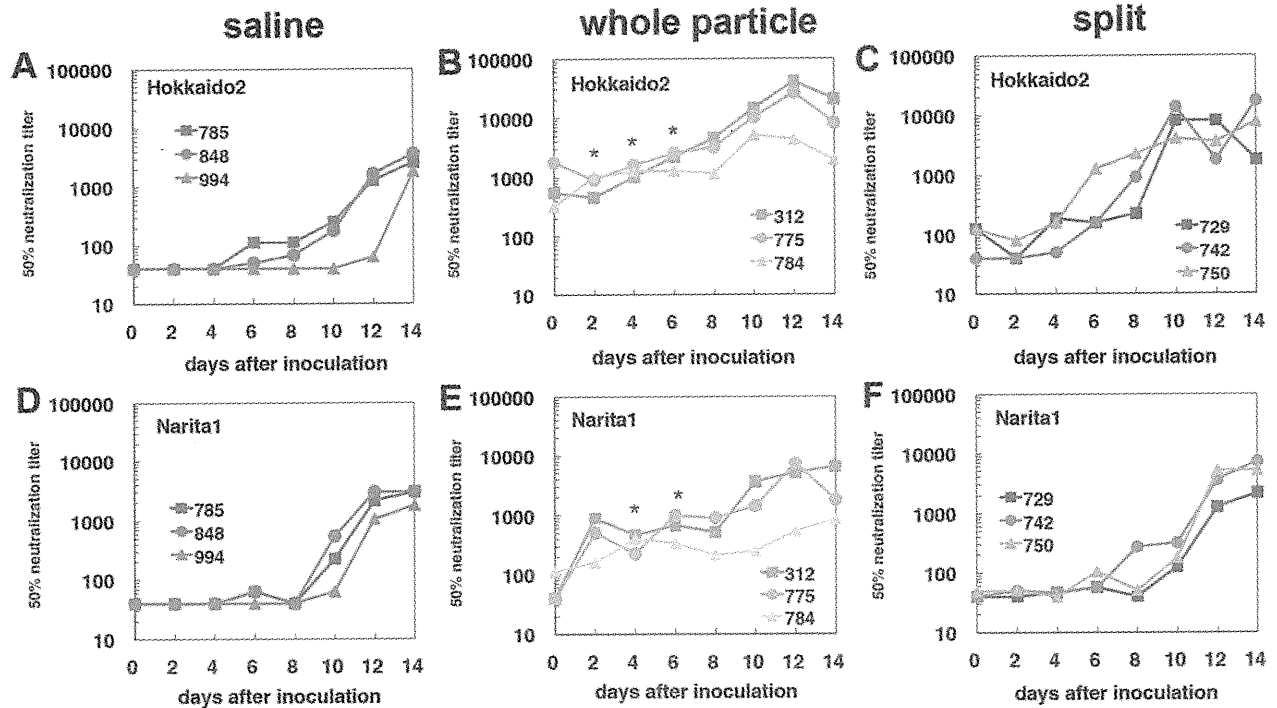 saline
whole particle
split
A
50% neutralization titer
100000
10000
1000
100
10
Hokkaido2
785
848
994
0 2 4 6 8 10 12 14
days after inoculation
B
50% neutralization titer
100000
10000
1000
100
10
Hokkaido2
* * *
312
775
784
0 2 4 6 8 10 12 14
days after inoculation
C
50% neutralization titer
100000
10000
1000
100
10
Hokkaido2
729
742
750
0 2 4 6 8 10 12 14
days after inoculation
D
50% neutralization titer
100000
10000
1000
100
10
Narita1
785
848
994
0 2 4 6 8 10 12 14
days after inoculation
E
50% neutralization titer
100000
10000
1000
100
10
Narita1
* *
312
775
784
0 2 4 6 8 10 12 14
days after inoculation
F
50% neutralization titer
100000
10000
1000
100
10
Narita1
729
742
750
0 2 4 6 8 10 12 14
days after inoculation